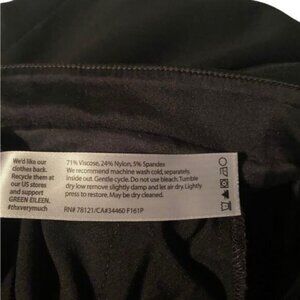 We'd like our
clothes back.
Recycle them at
our US stores
and support
GREEN EILEEN.
#thxverymuch
71% Viscose, 24% Nylon, 5% Spandex
We recommend machine wash cold, separately.
Inside out. Gentle cycle. Do not use bleach. Tumble
dry low remove slightly damp and let air dry. Lightly
press to restore. May be dry cleaned.
RN# 78121/CA#34460 F161P